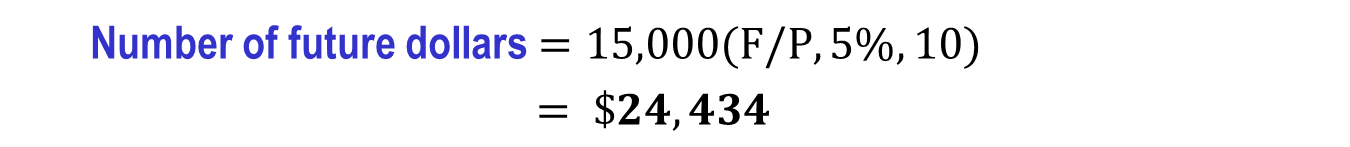 Number of future dollars = 15,000(F/P, 5%, 10)
= $24,434